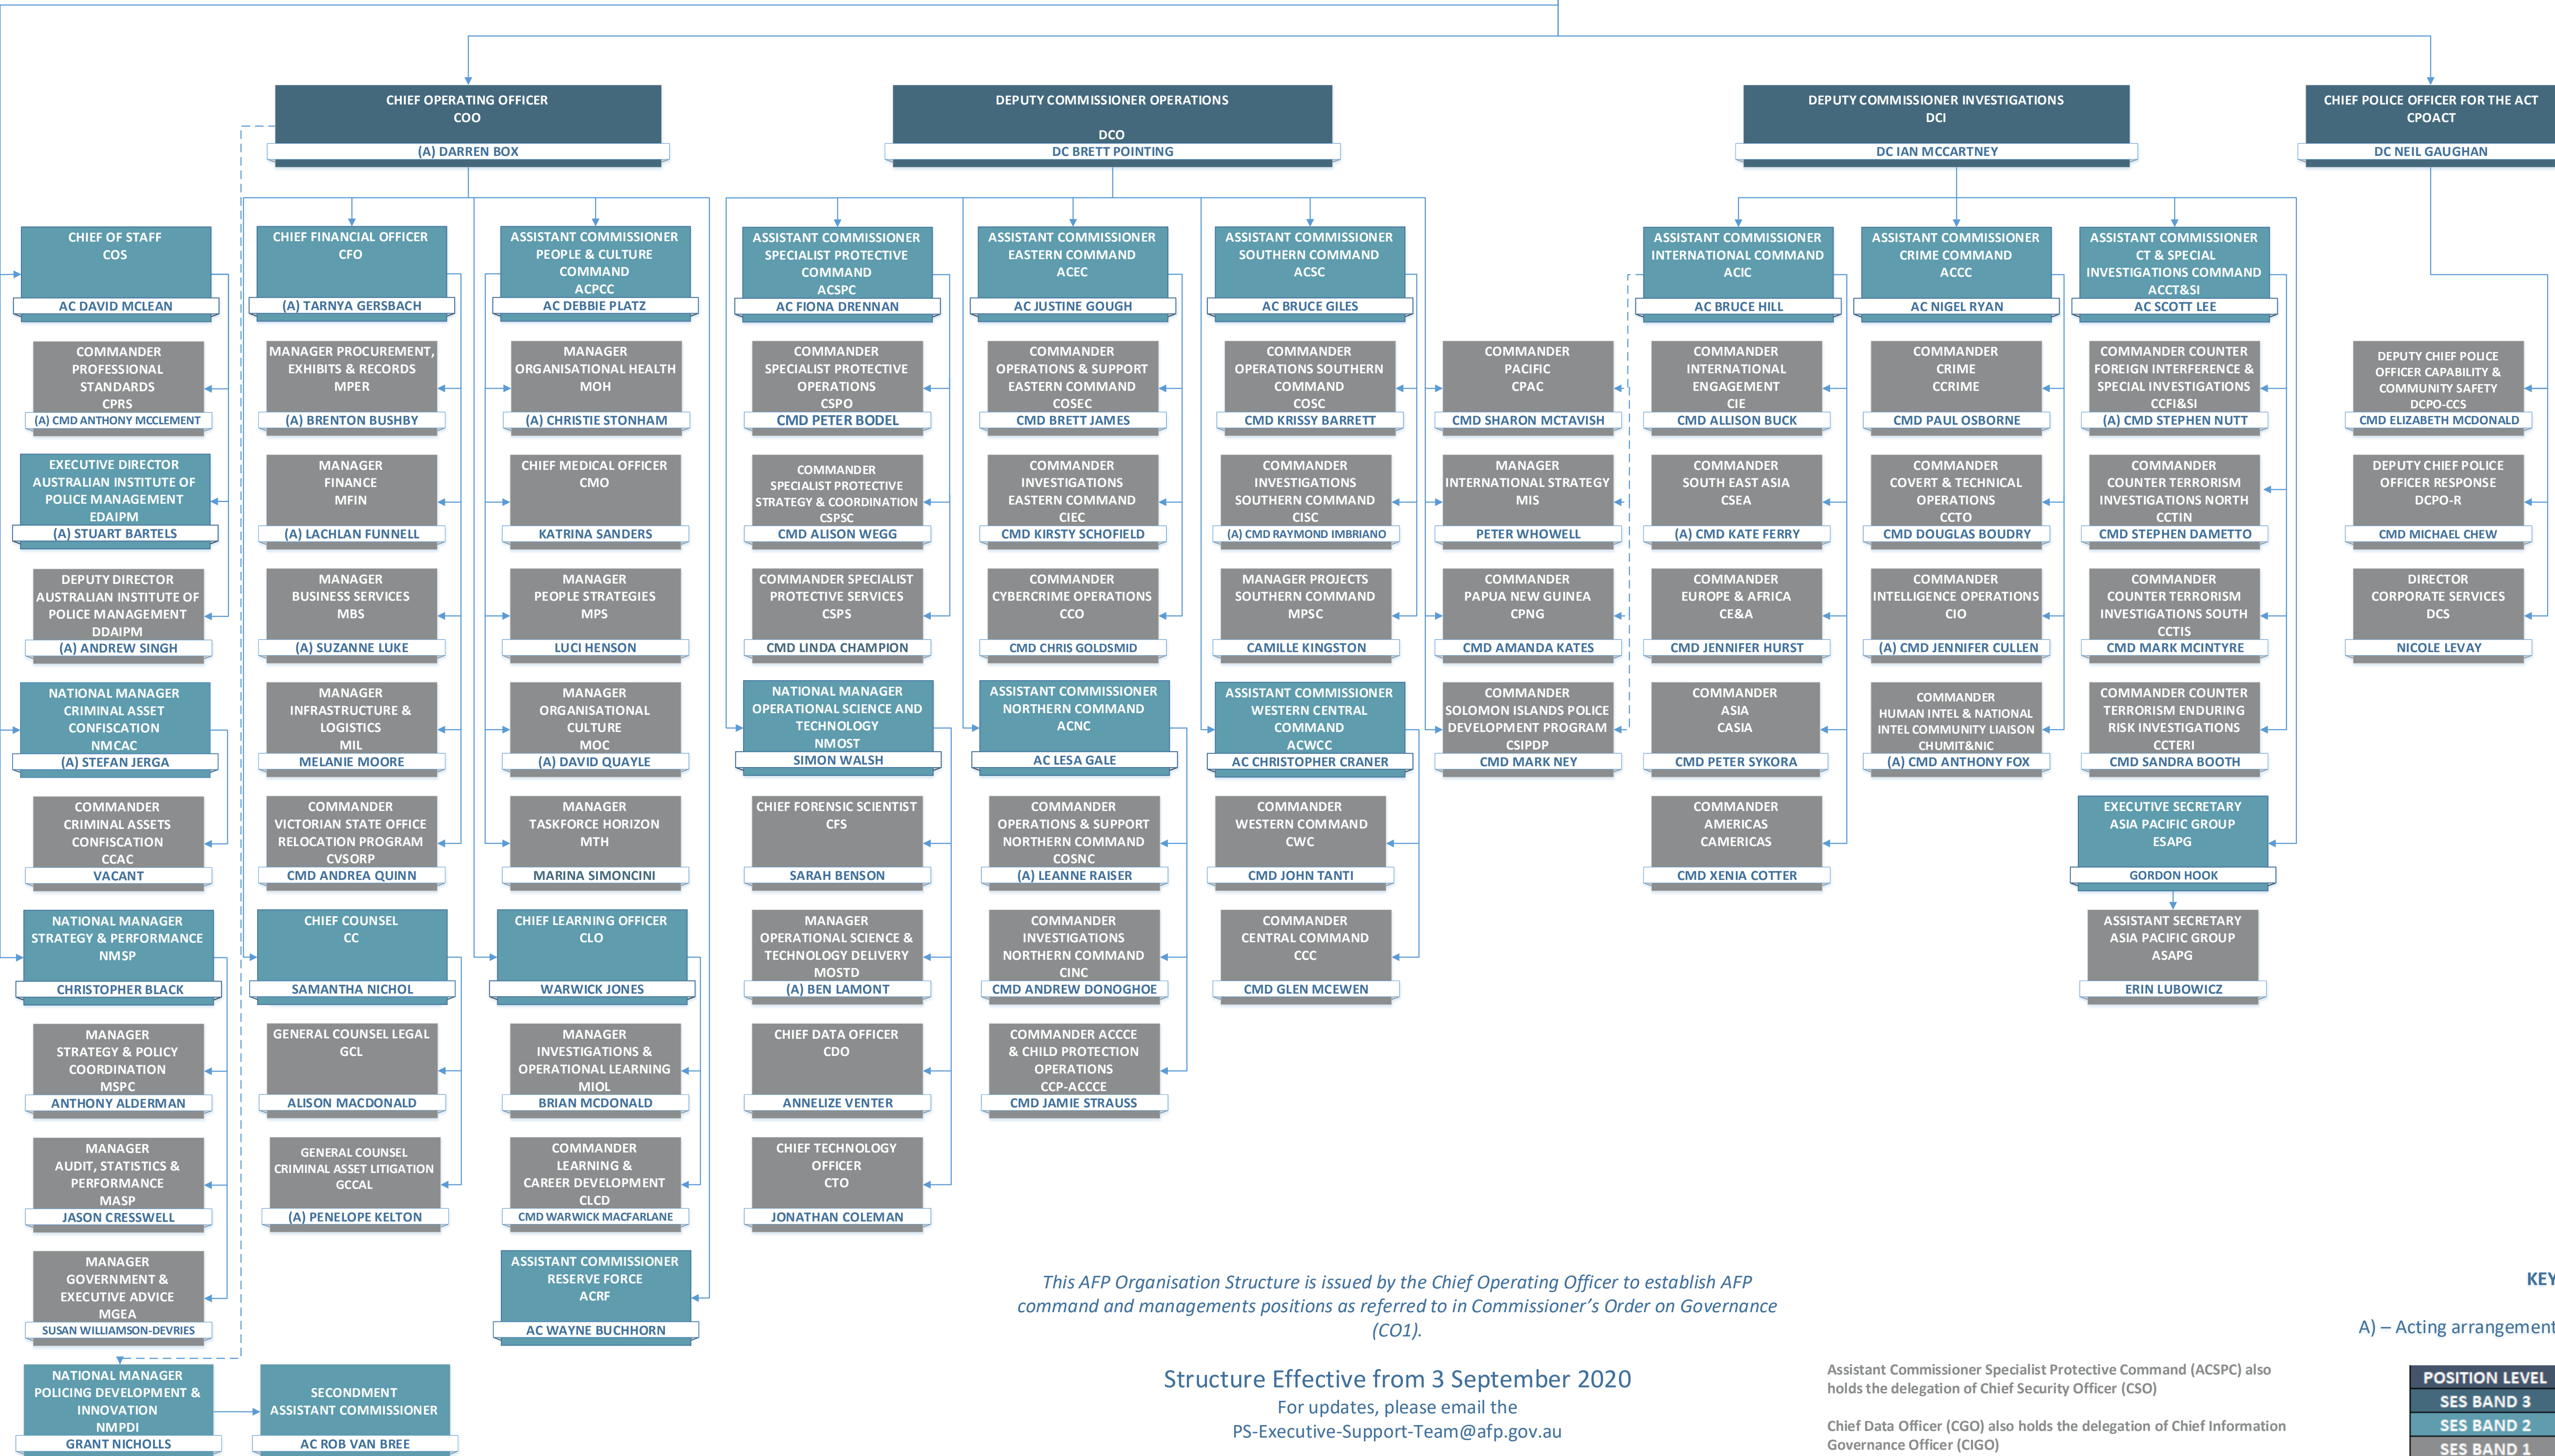 CHIEF OPERATING OFFICER
COO
(A) DARREN BOX
DEPUTY COMMISSIONER OPERATIONS
DCO
DC BRETT POINTING
DEPUTY COMMISSIONER INVESTIGATIONS
DCI
DC IAN MCCARTNEY
CHIEF POLICE OFFICER FOR THE ACT
CPOACT
DC NEIL GAUGHAN
CHIEF OF STAFF
COS
AC DAVID MCLEAN
COMMANDER
PROFESSIONAL
STANDARDS
CPRS
(A) CMD ANTHONY MCCLEMENT
EXECUTIVE DIRECTOR
AUSTRALIAN INSTITUTE OF
POLICE MANAGEMENT
EDAIPM
(A) STUART BARTELS
DEPUTY DIRECTOR
AUSTRALIAN INSTITUTE OF
POLICE MANAGEMENT
DDAIPM
(A) ANDREW SINGH
NATIONAL MANAGER
CRIMINAL ASSET
CONFISCATION
NMCAC
(A) STEFAN JERGA
COMMANDER
CRIMINAL ASSETS
CONFISCATION
CCAC
VACANT
NATIONAL MANAGER
STRATEGY & PERFORMANCE
NMSP
CHRISTOPHER BLACK
MANAGER
STRATEGY & POLICY
COORDINATION
MSPC
ANTHONY ALDERMAN
MANAGER
AUDIT, STATISTICS &
PERFORMANCE
MASP
JASON CRESSWELL
MANAGER
GOVERNMENT &
EXECUTIVE ADVICE
MGEA
SUSAN WILLIAMSON-DEVRIES
NATIONAL MANAGER
POLICING DEVELOPMENT &
INNOVATION
NMPDI
GRANT NICHOLLS
SECONDMENT
ASSISTANT COMMISSIONER
AC ROB VAN BREE
CHIEF FINANCIAL OFFICER
CFO
(A) TARNYA GERSBACH
MANAGER PROCUREMENT,
EXHIBITS & RECORDS
MPER
(A) BRENTON BUSHBY
MANAGER
FINANCE
MFIN
(A) LACHLAN FUNNELL
MANAGER
BUSINESS SERVICES
MBS
(A) SUZANNE LUKE
MANAGER
INFRASTRUCTURE &
LOGISTICS
MIL
MELANIE MOORE
COMMANDER
VICTORIAN STATE OFFICE
RELOCATION PROGRAM
CVSORP
CMD ANDREA QUINN
CHIEF COUNSEL
CC
SAMANTHA NICHOL
GENERAL COUNSEL LEGAL
GCL
ALISON MACDONALD
GENERAL COUNSEL
CRIMINAL ASSET LITIGATION
GCCAL
(A) PENELOPE KELTON
ASSISTANT COMMISSIONER
PEOPLE & CULTURE
COMMAND
ACPCC
AC DEBBIE PLATZ
MANAGER
ORGANISATIONAL HEALTH
MOH
(A) CHRISTIE STONHAM
CHIEF MEDICAL OFFICER
CMO
KATRINA SANDERS
MANAGER
PEOPLE STRATEGIES
MPS
LUCI HENSON
MANAGER
ORGANISATIONAL
CULTURE
MOC
(A) DAVID QUAYLE
MANAGER
TASKFORCE HORIZON
MTH
MARINA SIMONCINI
CHIEF LEARNING OFFICER
CLO
WARWICK JONES
MANAGER
INVESTIGATIONS &
OPERATIONAL LEARNING
MIOL
BRIAN MCDONALD
COMMANDER
LEARNING &
CAREER DEVELOPMENT
CLCD
CMD WARWICK MACFARLANE
ASSISTANT COMMISSIONER
RESERVE FORCE
ACRF
AC WAYNE BUCHHORN
ASSISTANT COMMISSIONER
SPECIALIST PROTECTIVE
COMMAND
ACSPC
AC FIONA DRENNAN
COMMANDER
SPECIALIST PROTECTIVE
OPERATIONS
CSPO
CMD PETER BODEL
COMMANDER
SPECIALIST PROTECTIVE
STRATEGY & COORDINATION
CSPSC
CMD ALISON WEGG
COMMANDER SPECIALIST
PROTECTIVE SERVICES
CSPS
CMD LINDA CHAMPION
NATIONAL MANAGER
OPERATIONAL SCIENCE AND
TECHNOLOGY
NMOST
SIMON WALSH
CHIEF FORENSIC SCIENTIST
CFS
SARAH BENSON
MANAGER
OPERATIONAL SCIENCE &
TECHNOLOGY DELIVERY
MOSTD
(A) BEN LAMONT
CHIEF DATA OFFICER
CDO
ANNELIZE VENTER
CHIEF TECHNOLOGY
OFFICER
CTO
JONATHAN COLEMAN
ASSISTANT COMMISSIONER
EASTERN COMMAND
ACEC
AC JUSTINE GOUGH
COMMANDER
OPERATIONS & SUPPORT
EASTERN COMMAND
COSEC
CMD BRETT JAMES
COMMANDER
INVESTIGATIONS
EASTERN COMMAND
CIEC
CMD KIRSTY SCHOFIELD
COMMANDER
CYBERCRIME OPERATIONS
CCO
CMD CHRIS GOLDSMID
ASSISTANT COMMISSIONER
NORTHERN COMMAND
ACNC
AC LESA GALE
COMMANDER
OPERATIONS & SUPPORT
NORTHERN COMMAND
COSNC
(A) LEANNE RAISER
COMMANDER
INVESTIGATIONS
NORTHERN COMMAND
CINC
CMD ANDREW DONOGHOE
COMMANDER ACCCE
& CHILD PROTECTION
OPERATIONS
CCP-ACCCE
CMD JAMIE STRAUSS
ASSISTANT COMMISSIONER
SOUTHERN COMMAND
ACSC
AC BRUCE GILES
COMMANDER
OPERATIONS SOUTHERN
COMMAND
COSC
CMD KRISSY BARRETT
COMMANDER
INVESTIGATIONS
SOUTHERN COMMAND
CISC
(A) CMD RAYMOND IMBRIANO
MANAGER PROJECTS
SOUTHERN COMMAND
MPSC
CAMILLE KINGSTON
ASSISTANT COMMISSIONER
WESTERN CENTRAL
COMMAND
ACWCC
AC CHRISTOPHER CRANER
COMMANDER
WESTERN COMMAND
CWC
CMD JOHN TANTI
COMMANDER
CENTRAL COMMAND
CCC
CMD GLEN MCEWEN
COMMANDER
PACIFIC
CPAC
CMD SHARON MCTAVISH
MANAGER
INTERNATIONAL STRATEGY
MIS
PETER WHOWELL
COMMANDER
PAPUA NEW GUINEA
CPNG
CMD AMANDA KATES
COMMANDER
SOLOMON ISLANDS POLICE
DEVELOPMENT PROGRAM
CSIPDP
CMD MARK NEY
ASSISTANT COMMISSIONER
INTERNATIONAL COMMAND
ACIC
AC BRUCE HILL
COMMANDER
INTERNATIONAL
ENGAGEMENT
CIE
CMD ALLISON BUCK
COMMANDER
SOUTH EAST ASIA
CSEA
(A) CMD KATE FERRY
COMMANDER
EUROPE & AFRICA
CE&A
CMD JENNIFER HURST
COMMANDER
ASIA
CASIA
CMD PETER SYKORA
COMMANDER
AMERICAS
CAMERICAS
CMD XENIA COTTER
ASSISTANT COMMISSIONER
CRIME COMMAND
ACCC
AC NIGEL RYAN
COMMANDER
CRIME
CCRIME
CMD PAUL OSBORNE
COMMANDER
COVERT & TECHNICAL
OPERATIONS
CCTO
CMD DOUGLAS BOUDRY
COMMANDER
INTELLIGENCE OPERATIONS
CIO
(A) CMD JENNIFER CULLEN
COMMANDER
HUMAN INTEL & NATIONAL
INTEL COMMUNITY LIAISON
CHUMIT&NIC
(A) CMD ANTHONY FOX
ASSISTANT COMMISSIONER
CT & SPECIAL
INVESTIGATIONS COMMAND
ACCT&SI
AC SCOTT LEE
COMMANDER COUNTER
FOREIGN INTERFERENCE &
SPECIAL INVESTIGATIONS
CCFI&SI
(A) CMD STEPHEN NUTT
COMMANDER
COUNTER TERRORISM
INVESTIGATIONS NORTH
CCTIN
CMD STEPHEN DAMETTO
COMMANDER
COUNTER TERRORISM
INVESTIGATIONS SOUTH
CCTIS
CMD MARK MCINTYRE
COMMANDER COUNTER
TERRORISM ENDURING
RISK INVESTIGATIONS
CCTERI
CMD SANDRA BOOTH
EXECUTIVE SECRETARY
ASIA PACIFIC GROUP
ESAPG
GORDON HOOK
ASSISTANT SECRETARY
ASIA PACIFIC GROUP
ASAPG
ERIN LUBOWICZ
DEPUTY CHIEF POLICE
OFFICER CAPABILITY &
COMMUNITY SAFETY
DCPO-CCS
CMD ELIZABETH MCDONALD
DEPUTY CHIEF POLICE
OFFICER RESPONSE
DCPO-R
CMD MICHAEL CHEW
DIRECTOR
CORPORATE SERVICES
DCS
NICOLE LEVAY
This AFP Organisation Structure is issued by the Chief Operating Officer to establish AFP
command and managements positions as referred to in Commissioner's Order on Governance
(CO1).
Structure Effective from 3 September 2020
For updates, please email the
PS-Executive-Support-Team@afp.gov.au
Assistant Commissioner Specialist Protective Command (ACSPC) also
holds the delegation of Chief Security Officer (CSO)
Chief Data Officer (CGO) also holds the delegation of Chief Information
Governance Officer (CIGO)
KEY
A) – Acting arrangement
POSITION LEVEL
SES BAND 3
SES BAND 2
SES BAND 1